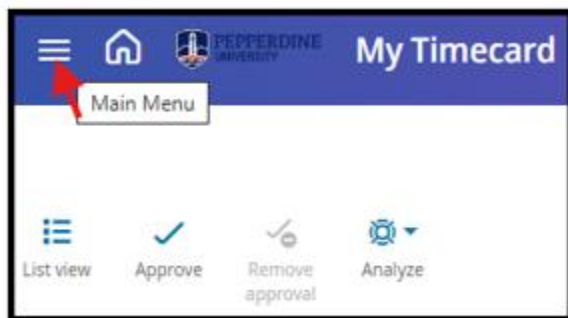 PEPPERDINE
UNIVERSITY
My Timecard
Main Menu
List view
Approve
Remove
approval
Analyze